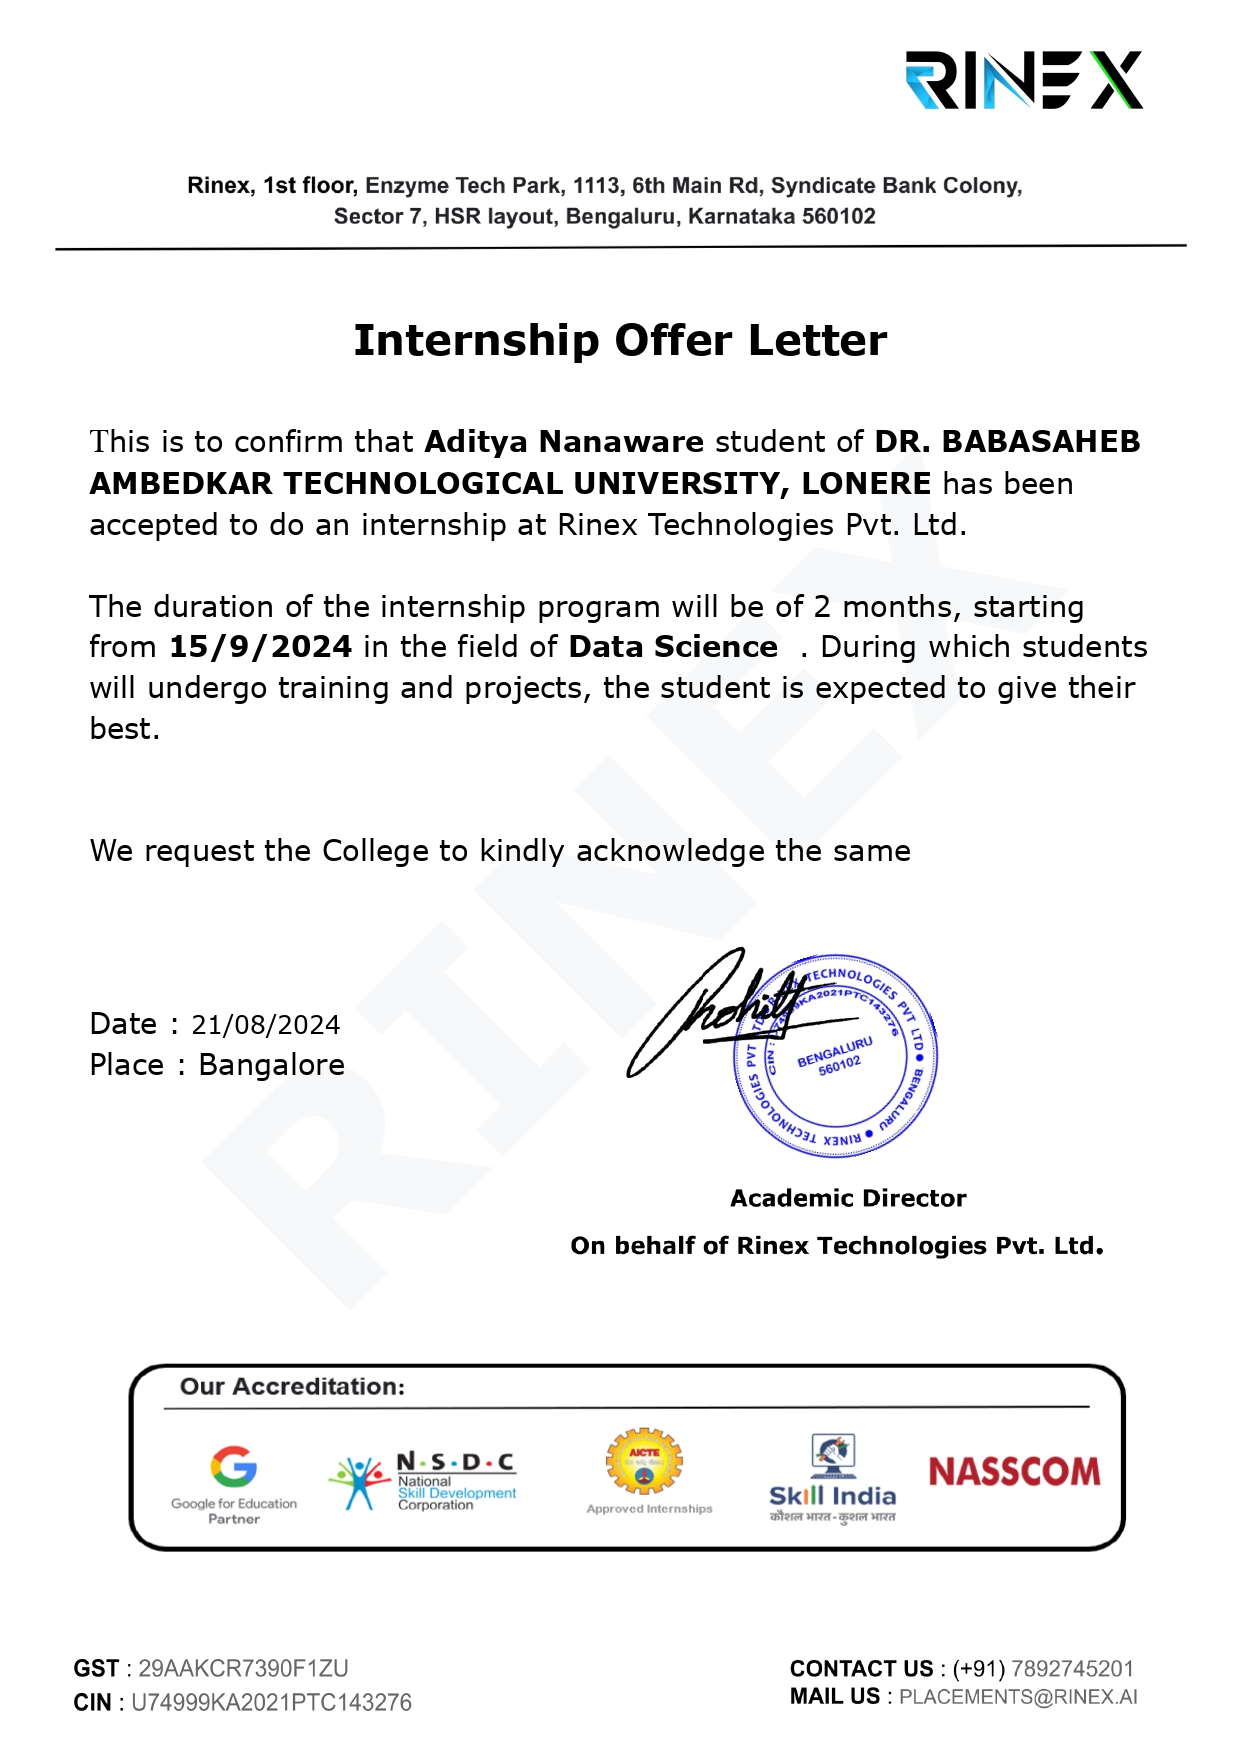 RINEX
Rinex, 1st floor, Enzyme Tech Park, 1113, 6th Main Rd, Syndicate Bank Colony,
Sector 7, HSR layout, Bengaluru, Karnataka 560102
Internship Offer Letter
This is to confirm that Aditya Nanaware student of DR. BABASAHEB
AMBEDKAR TECHNOLOGICAL UNIVERSITY, LONERE has been
accepted to do an internship at Rinex Technologies Pvt. Ltd.
The duration of the internship program will be of 2 months, starting
from 15/9/2024 in the field of Data Science . During which students
will undergo training and projects, the student is expected to give their
best.
We request the College to kindly acknowledge the same
RINEX
Date : 21/08/2024
Place : Bangalore
Rohitt
RINEX TECHNOLOGIES PVT LTD ● BENGALURU ● RINEX TECHNOLOGIES PVT LTD
CIN : U74999KA2021PTC143276
BENGALURU
560102
Academic Director
On behalf of Rinex Technologies Pvt. Ltd.
Our Accreditation:
Google for Education
Partner
N·S·D·C
National
Skill Development
Corporation
AICTE
Approved Internships
Skill India
कौशल भारत - कुशल भारत
NASSCOM
GST : 29AAKCR7390F1ZU
CIN : U74999KA2021PTC143276
CONTACT US : (+91) 7892745201
MAIL US : PLACEMENTS@RINEX.AI